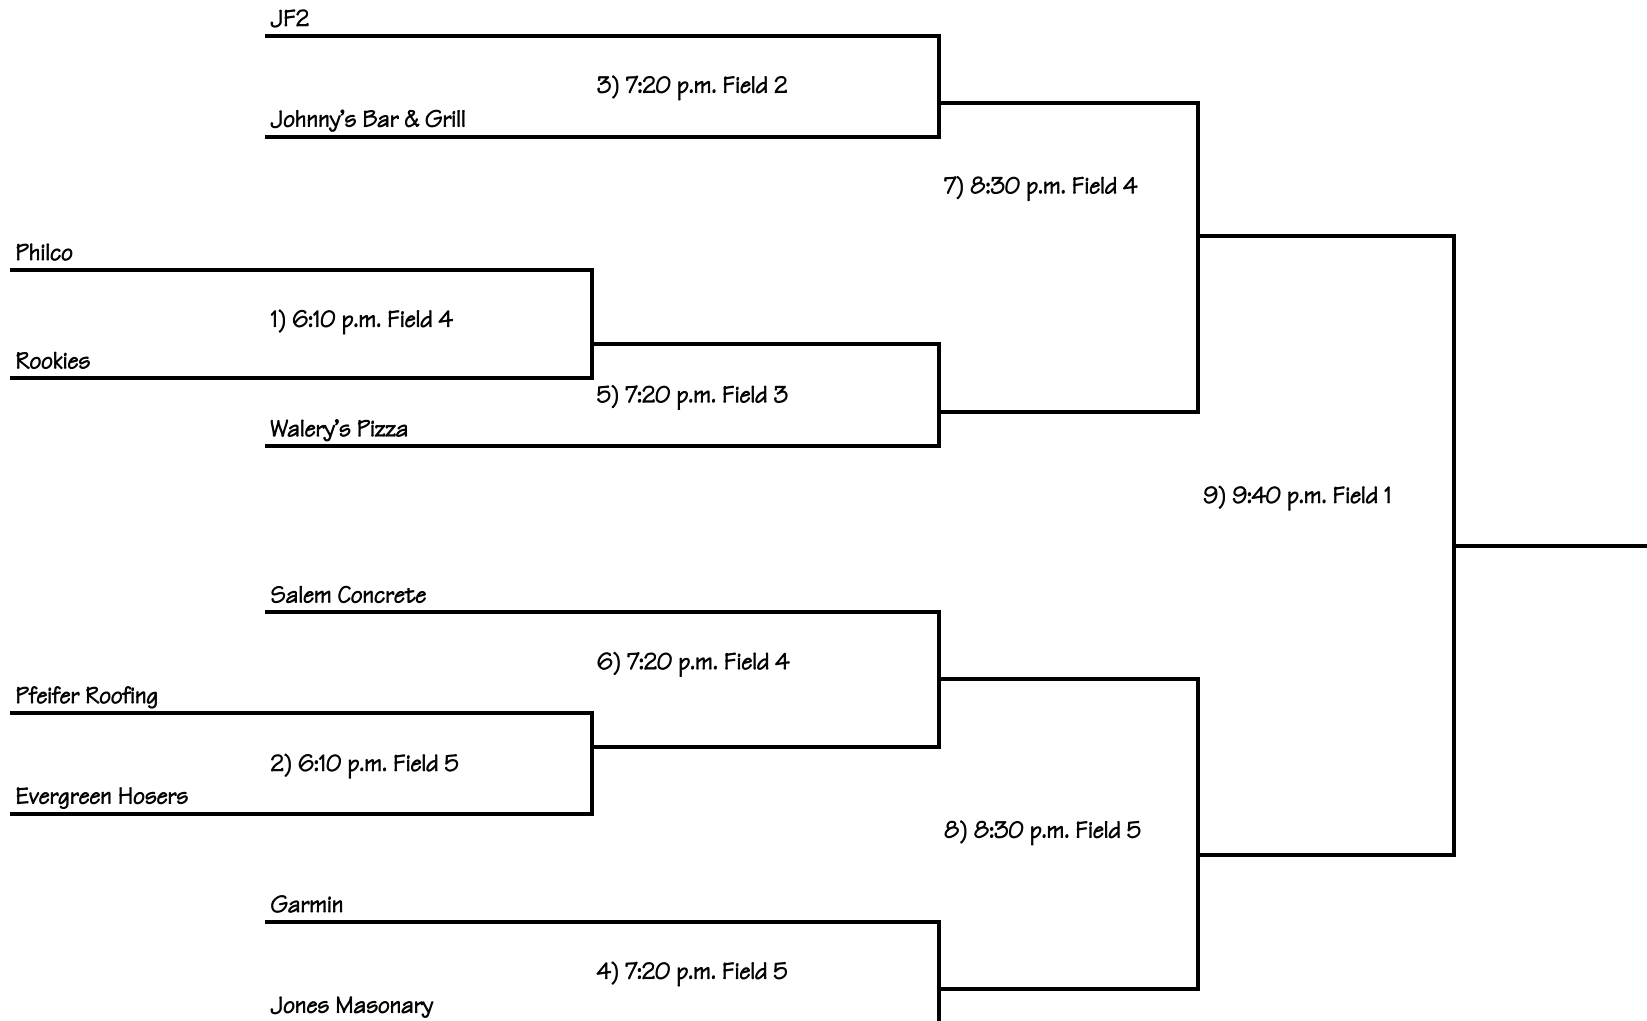 JF2
3) 7:20 p.m. Field 2
Johnny's Bar & Grill
7) 8:30 p.m. Field 4
Philco
1) 6:10 p.m. Field 4
Rookies
5) 7:20 p.m. Field 3
Walery's Pizza
9) 9:40 p.m. Field 1
Salem Concrete
6) 7:20 p.m. Field 4
Pfeifer Roofing
2) 6:10 p.m. Field 5
Evergreen Hosers
8) 8:30 p.m. Field 5
Garmin
4) 7:20 p.m. Field 5
Jones Masonary